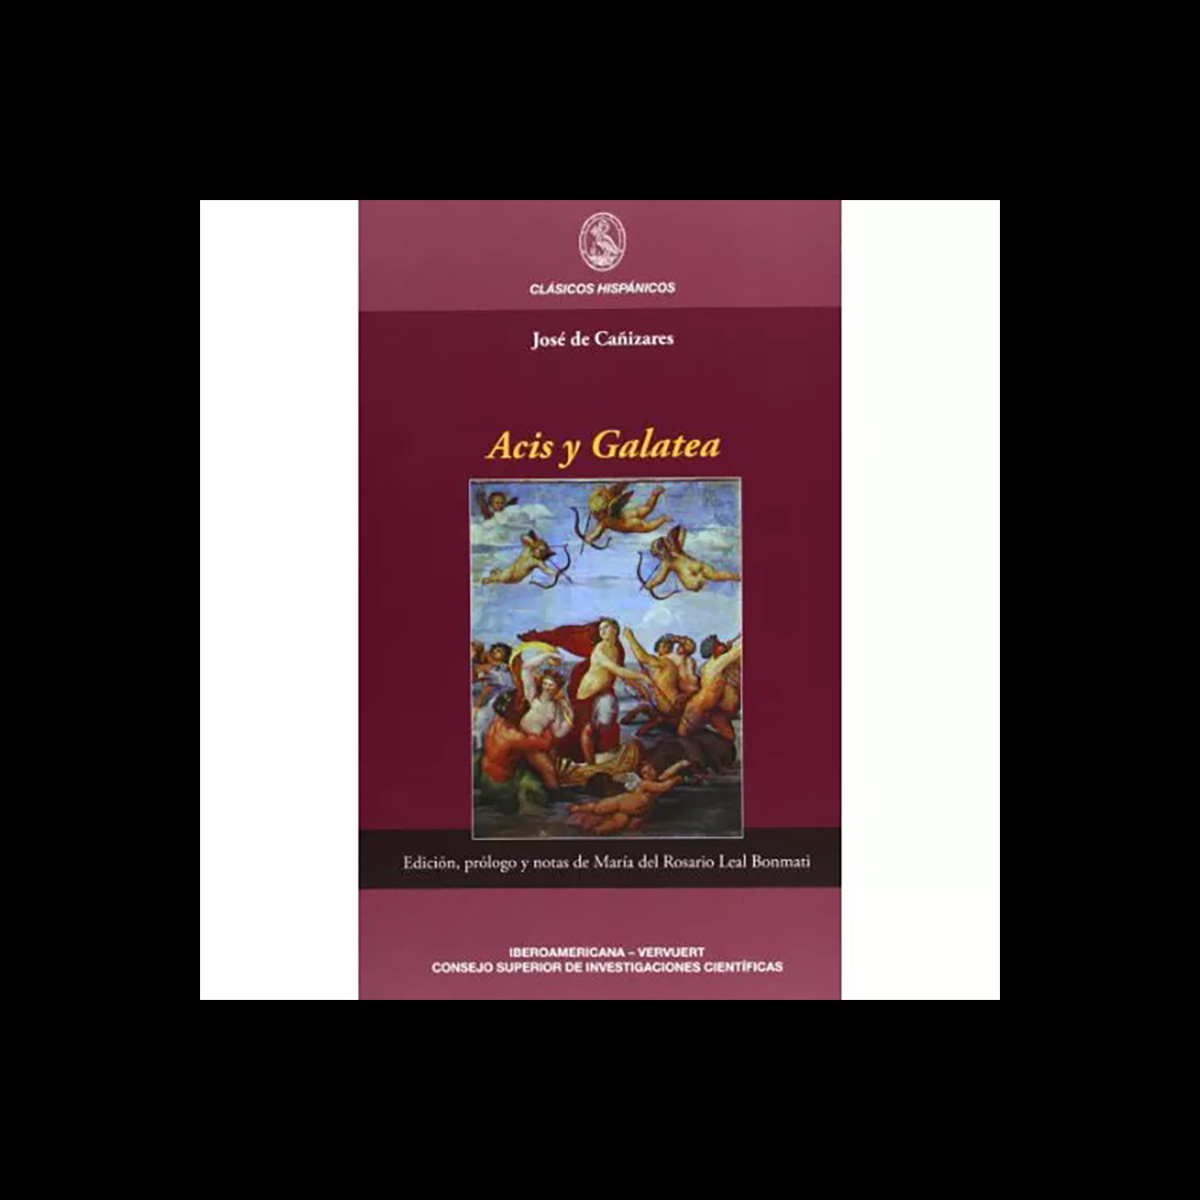 CLÁSICOS HISPÁNICOS
José de Cañizares
Acis y Galatea
Edición, prólogo y notas de María del Rosario Leal Bonmati
IBEROAMERICANA – VERVUERT
CONSEJO SUPERIOR DE INVESTIGACIONES CIENTÍFICAS